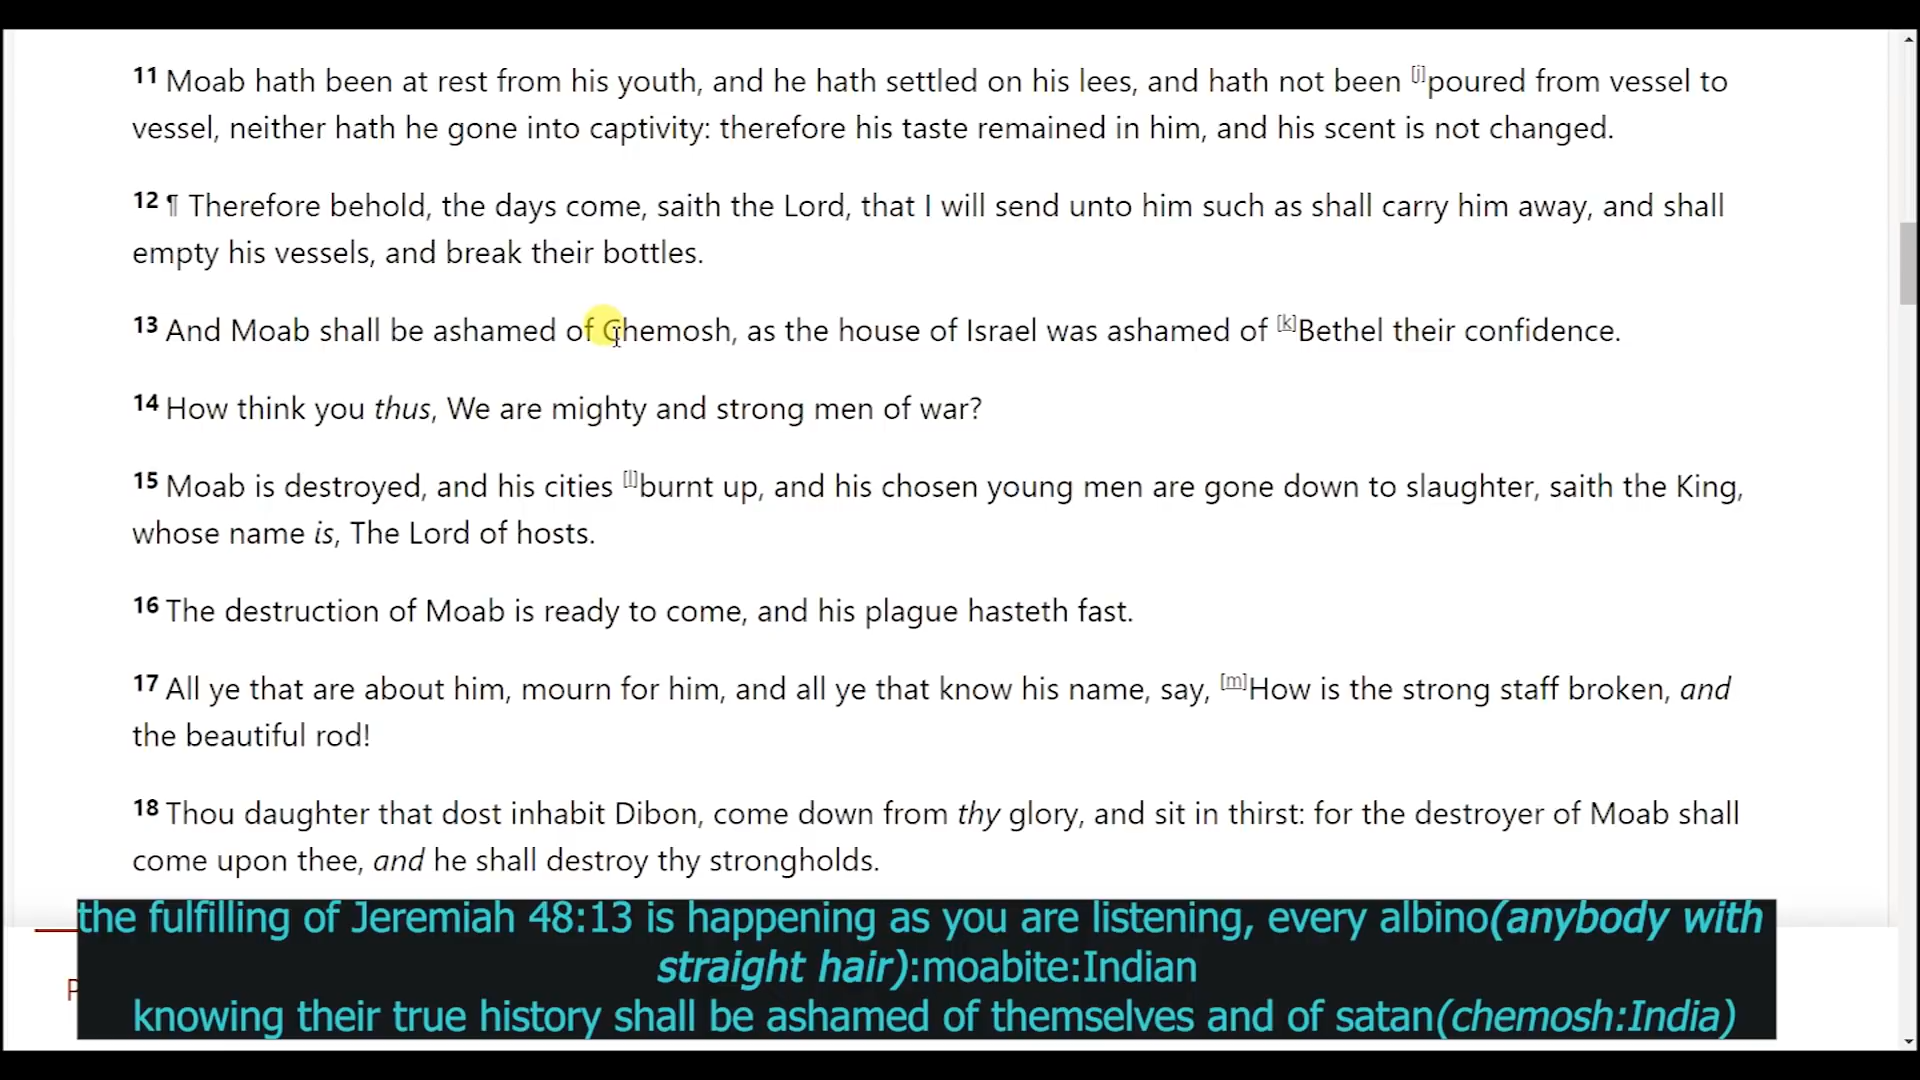 11 Moab hath been at rest from his youth, and he hath settled on his lees, and hath not been [j]poured from vessel to
vessel, neither hath he gone into captivity: therefore his taste remained in him, and his scent is not changed.
12 ¶ Therefore behold, the days come, saith the Lord, that I will send unto him such as shall carry him away, and shall
empty his vessels, and break their bottles.
13 And Moab shall be ashamed of Chemosh, as the house of Israel was ashamed of [k]Bethel their confidence.
14 How think you thus, We are mighty and strong men of war?
15 Moab is destroyed, and his cities [l]burnt up, and his chosen young men are gone down to slaughter, saith the King,
whose name is, The Lord of hosts.
16 The destruction of Moab is ready to come, and his plague hasteth fast.
17 All ye that are about him, mourn for him, and all ye that know his name, say, [m]How is the strong staff broken, and
the beautiful rod!
18 Thou daughter that dost inhabit Dibon, come down from thy glory, and sit in thirst: for the destroyer of Moab shall
come upon thee, and he shall destroy thy strongholds.
the fulfilling of Jeremiah 48:13 is happening as you are listening, every albino(anybody with
straight hair):moabite:Indian
knowing their true history shall be ashamed of themselves and of satan(chemosh:India)